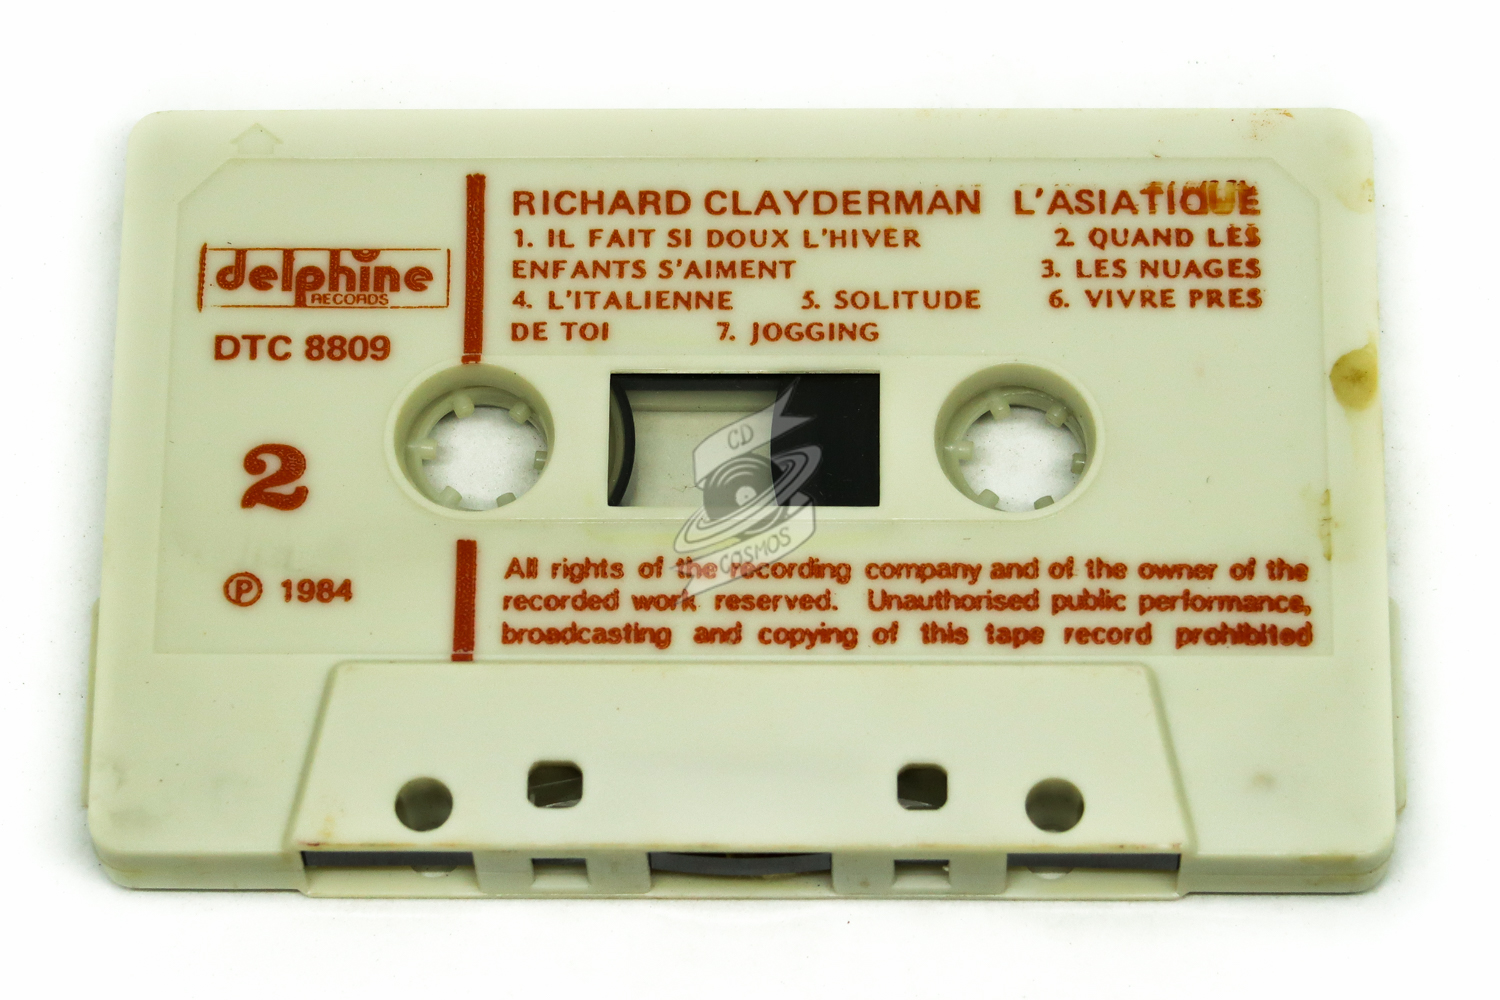 RICHARD CLAYDERMAN L'ASIATIQUE
1. IL FAIT SI DOUX L'HIVER 2. QUAND LES
ENFANTS S'AIMENT 3. LES NUAGES
4. L'ITALIENNE 5. SOLITUDE 6. VIVRE PRES
DE TOI 7. JOGGING
delphine
RECORDS
DTC 8809
2
℗ 1984
CD
COSMOS
All rights of the recording company and of the owner of the
recorded work reserved. Unauthorised public performance,
broadcasting and copying of this tape record prohibited